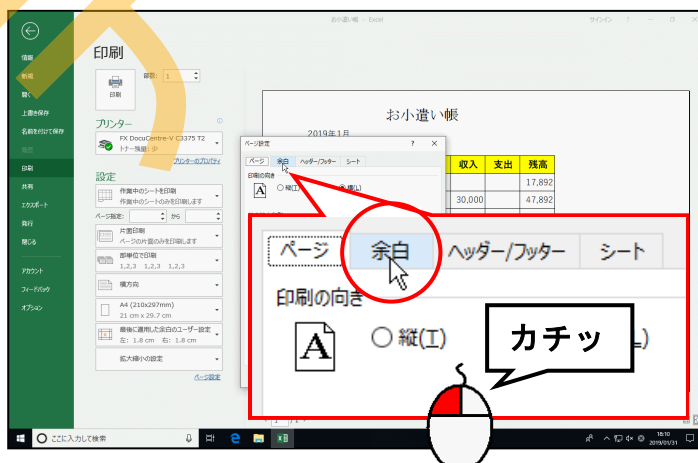 お小遣い帳 - Excel
サインイン ? - □ ×
情報
新規
開く
上書き保存
名前を付けて保存
印刷
共有
エクスポート
発行
閉じる
アカウント
フィードバック
オプション
印刷
印刷
部数: 1
プリンター
FX DocuCentre-V C3375 T2
トナー残量:少
プリンターのプロパティ
設定
作業中のシートを印刷
作業中のシートのみを印刷します
ページ指定: から
片面印刷
ページの片面のみを印刷します
部単位で印刷
1,2,3 1,2,3 1,2,3
横方向
A4 (210x297mm)
21 cm x 29.7 cm
最後に適用した余白のユーザー設定
左: 1.8 cm 右: 1.8 cm
拡大縮小の設定
ページ設定
お小遣い帳
2019年1月
収入 支出 残高
17,892
30,000 47,892
ページ設定 ? ×
ページ 余白 ヘッダー/フッター シート
印刷の向き
A 縦(T) 横(L)
ページ 余白 ヘッダー/フッター シート
印刷の向き
A 縦(T) L)
カチッ
1 / 1
ここに入力して検索
18:10
2019/01/31